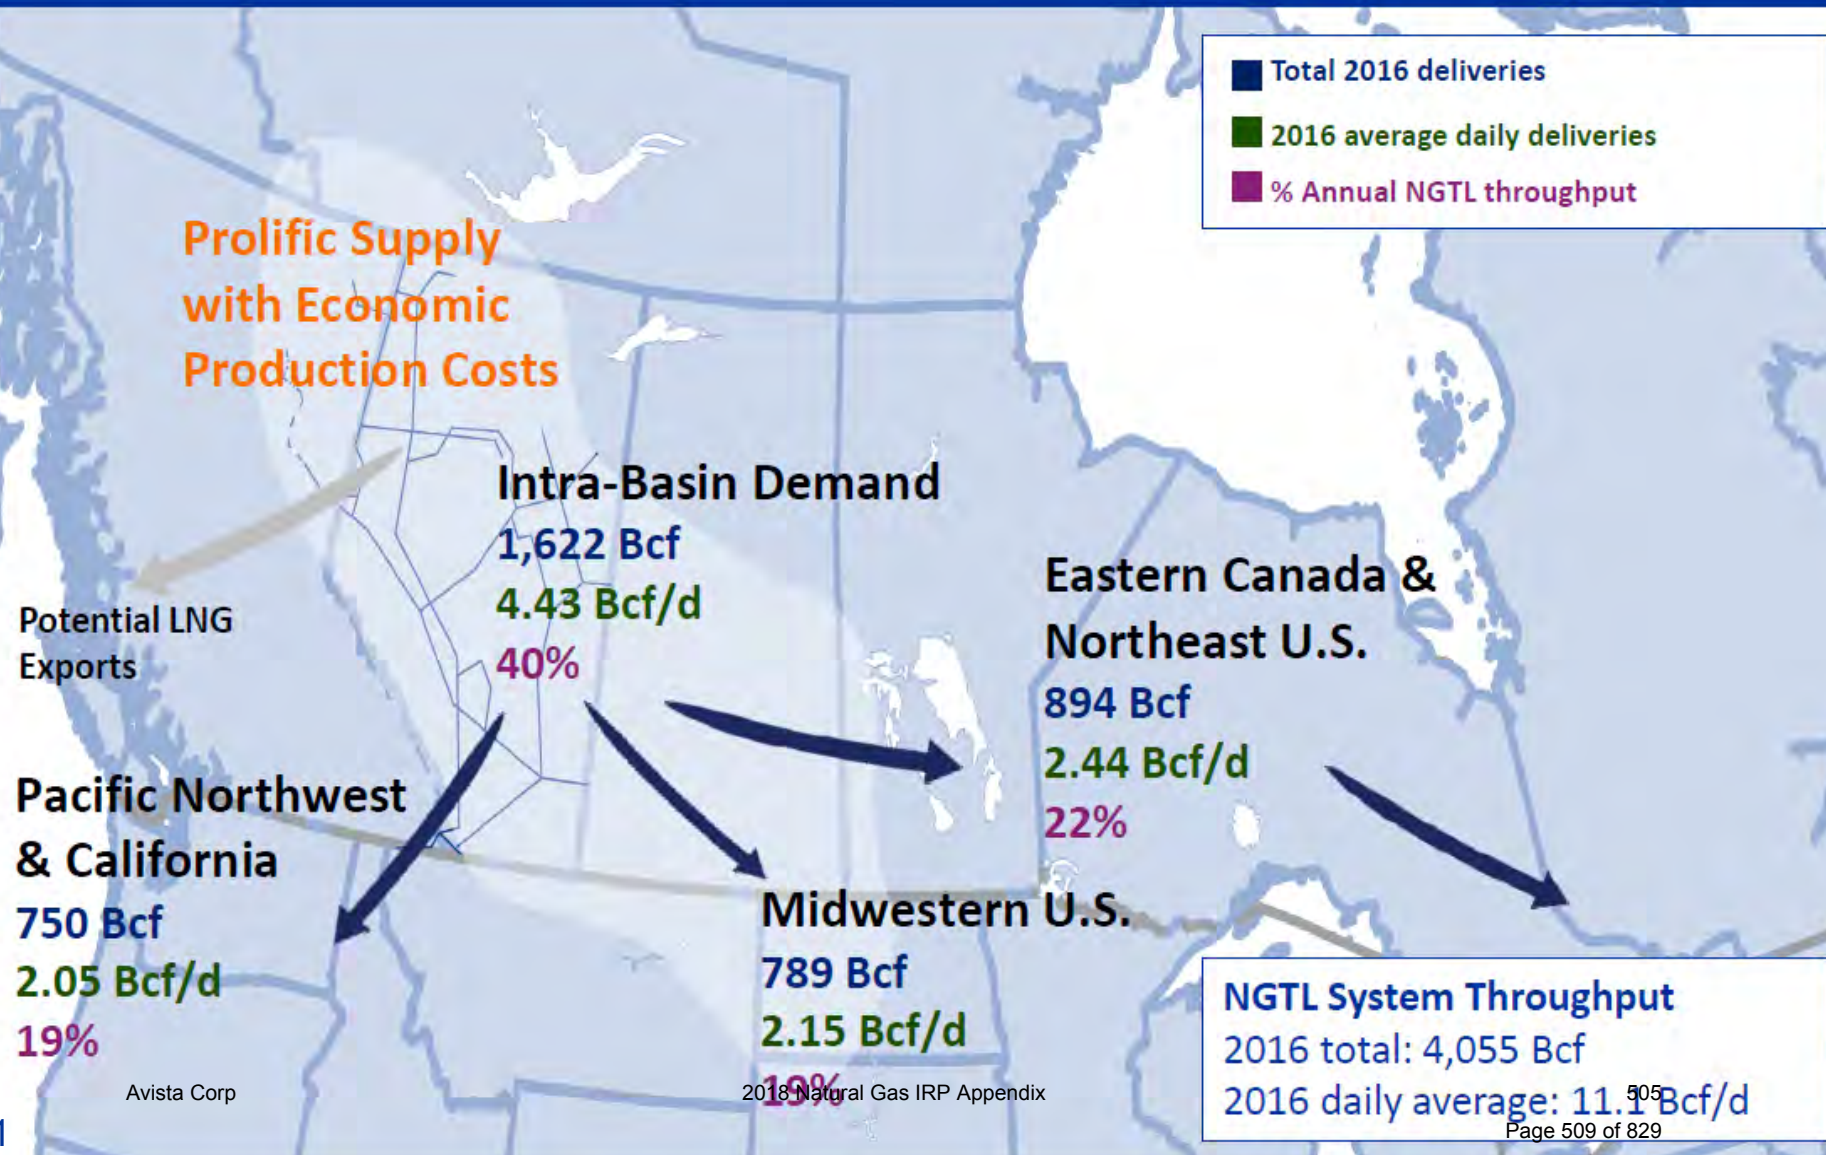 Total 2016 deliveries
2016 average daily deliveries
% Annual NGTL throughput
Prolific Supply
with Economic
Production Costs
Intra-Basin Demand
1,622 Bcf
4.43 Bcf/d
40%
Eastern Canada &
Northeast U.S.
894 Bcf
2.44 Bcf/d
22%
Potential LNG
Exports
Pacific Northwest
& California
750 Bcf
2.05 Bcf/d
19%
Midwestern U.S.
789 Bcf
2.15 Bcf/d
19%
NGTL System Throughput
2016 total: 4,055 Bcf
2016 daily average: 11.1 Bcf/d
Avista Corp
2018 Natural Gas IRP Appendix
505
Page 509 of 829
1